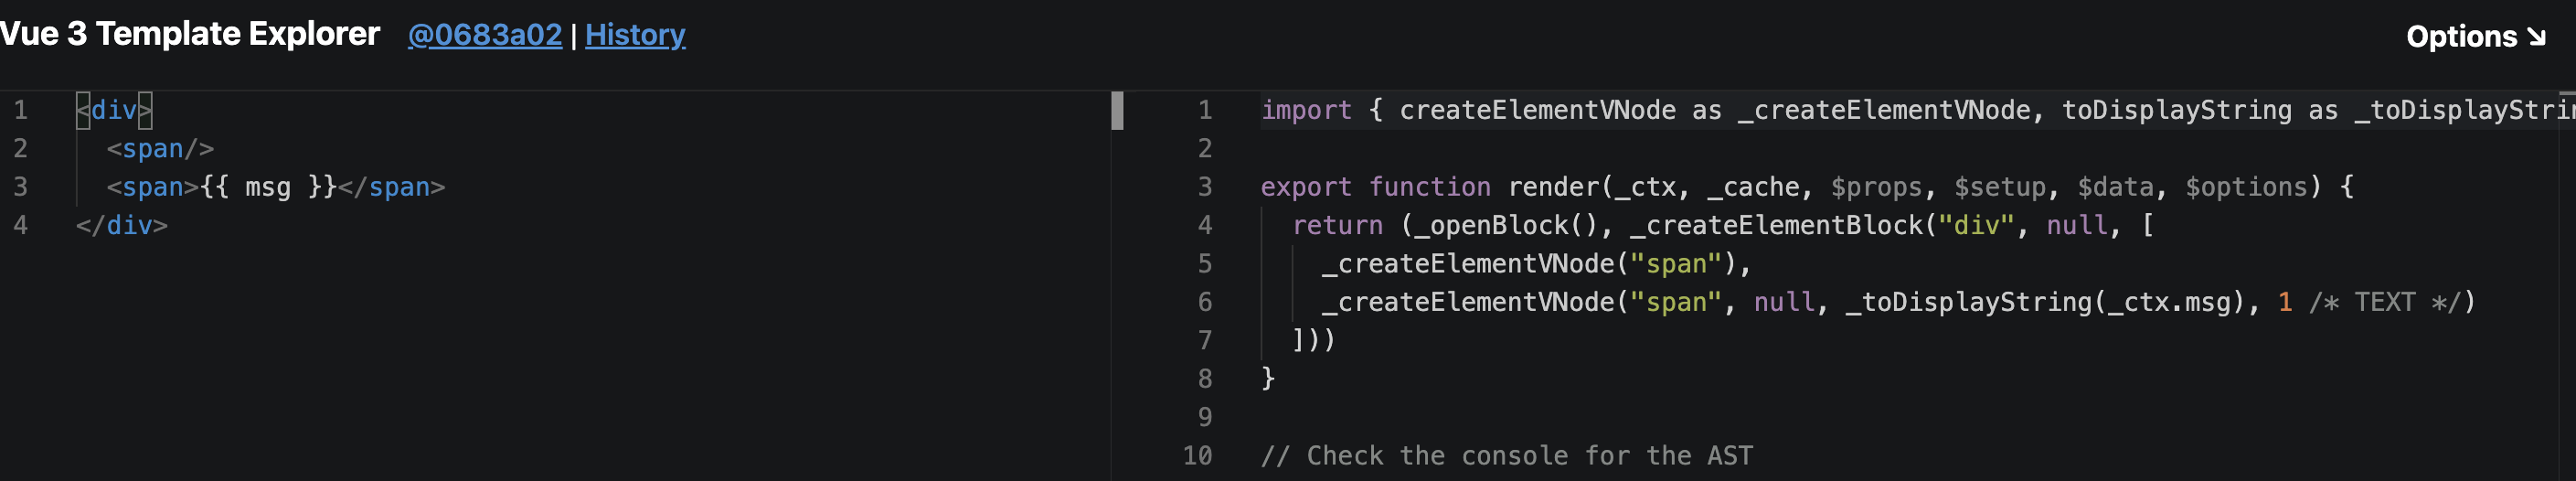 Vue 3 Template Explorer @0683a02 | History Options ↘
1 <div>
2 <span/>
3 <span>{{ msg }}</span>
4 </div>
1 import { createElementVNode as _createElementVNode, toDisplayString as _toDisplayStrin
2
3 export function render(_ctx, _cache, $props, $setup, $data, $options) {
4 return (_openBlock(), _createElementBlock("div", null, [
5 _createElementVNode("span"),
6 _createElementVNode("span", null, _toDisplayString(_ctx.msg), 1 /* TEXT */)
7 ]))
8 }
9
10 // Check the console for the AST